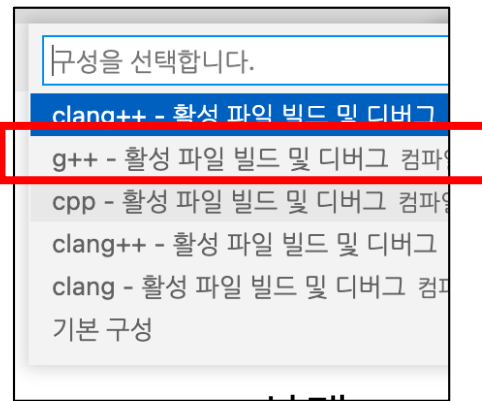 구성을 선택합니다.
clang++ - 활성 파일 빌드 및 디버그
g++ - 활성 파일 빌드 및 디버그 컴파일
cpp - 활성 파일 빌드 및 디버그 컴파일
clang++ - 활성 파일 빌드 및 디버그
clang - 활성 파일 빌드 및 디버그 컴파
기본 구성